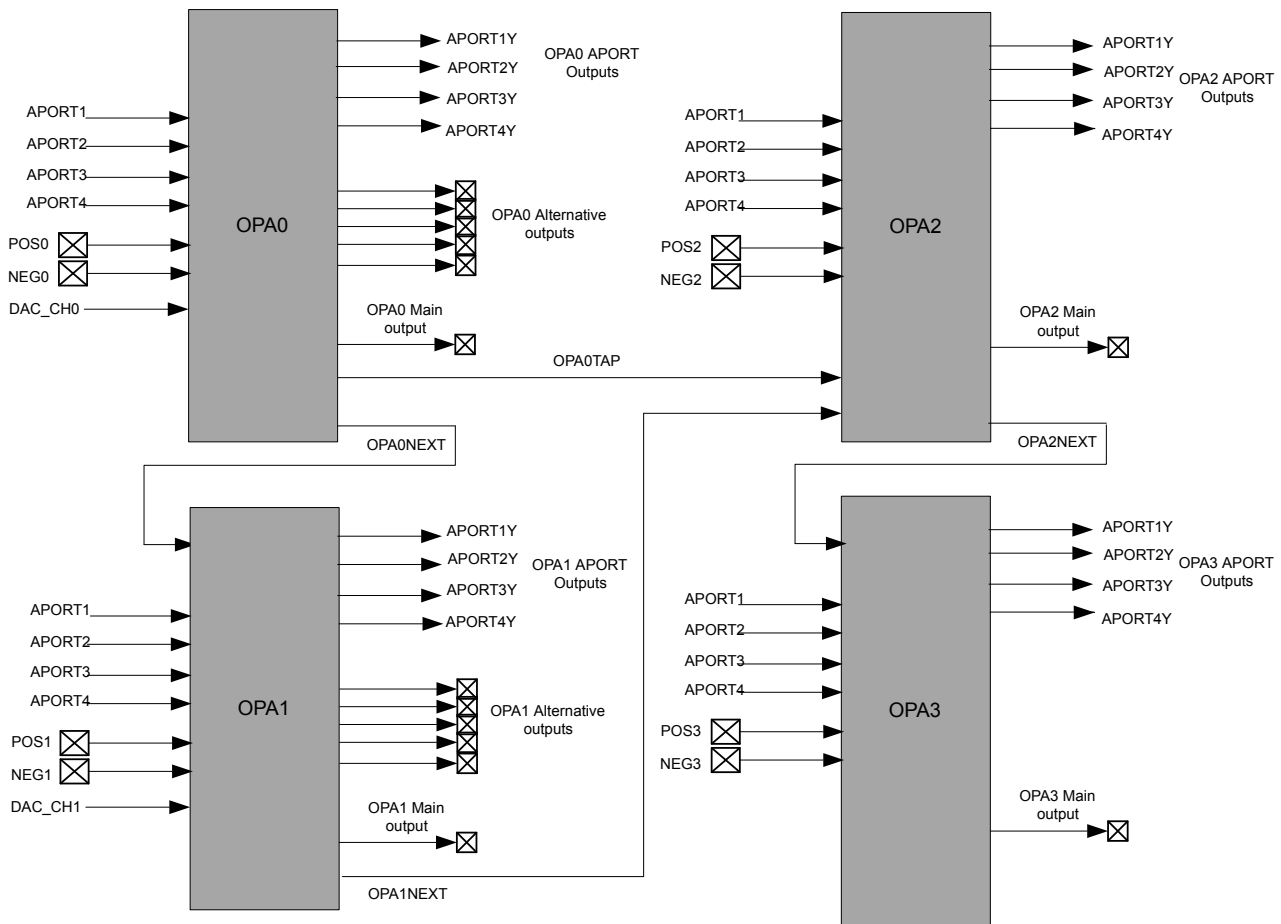 OPA0
APORT1
APORT2
APORT3
APORT4
POS0
NEG0
DAC_CH0
APORT1Y
APORT2Y
APORT3Y
APORT4Y
OPA0 APORT
Outputs
OPA0 Alternative
outputs
OPA0 Main
output
OPA0TAP
OPA0NEXT
OPA2
APORT1
APORT2
APORT3
APORT4
POS2
NEG2
APORT1Y
APORT2Y
APORT3Y
APORT4Y
OPA2 APORT
Outputs
OPA2 Main
output
OPA2NEXT
OPA1
APORT1
APORT2
APORT3
APORT4
POS1
NEG1
DAC_CH1
APORT1Y
APORT2Y
APORT3Y
APORT4Y
OPA1 APORT
Outputs
OPA1 Alternative
outputs
OPA1 Main
output
OPA1NEXT
OPA3
APORT1
APORT2
APORT3
APORT4
POS3
NEG3
APORT1Y
APORT2Y
APORT3Y
APORT4Y
OPA3 APORT
Outputs
OPA3 Main
output